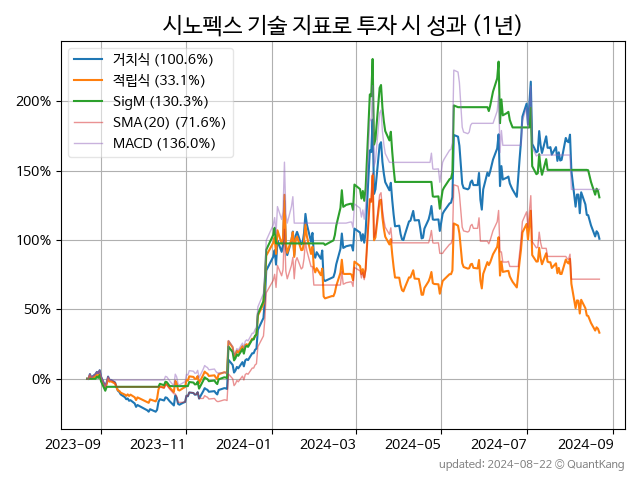 시노펙스 기술 지표로 투자 시 성과 (1년)
거치식 (100.6%)
적립식 (33.1%)
SigM (130.3%)
SMA(20) (71.6%)
MACD (136.0%)
200%
150%
100%
50%
0%
2023-09 2023-11 2024-01 2024-03 2024-05 2024-07 2024-09
updated: 2024-08-22 © QuantKang